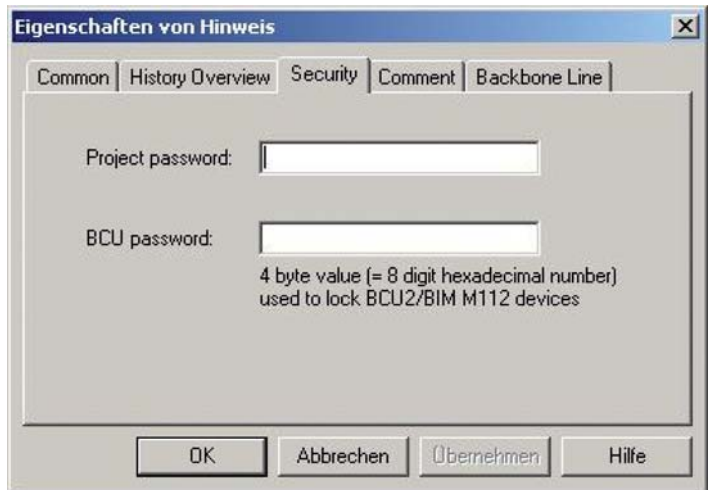 Eigenschaften von Hinweis
Common History Overview Security Comment Backbone Line
Project password:
BCU password:
4 byte value (= 8 digit hexadecimal number)
used to lock BCU2/BIM M112 devices
OK Abbrechen Übernehmen Hilfe